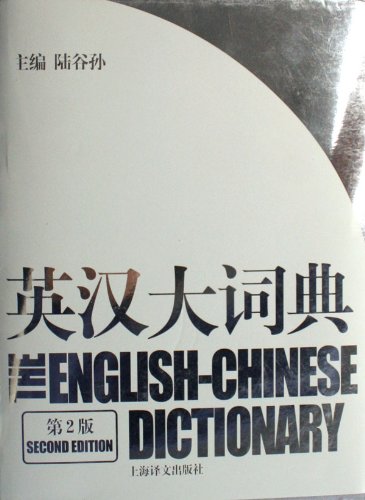 主编 陆谷孙
英汉大词典
THE ENGLISH-CHINESE
DICTIONARY
第2版
SECOND EDITION
上海译文出版社